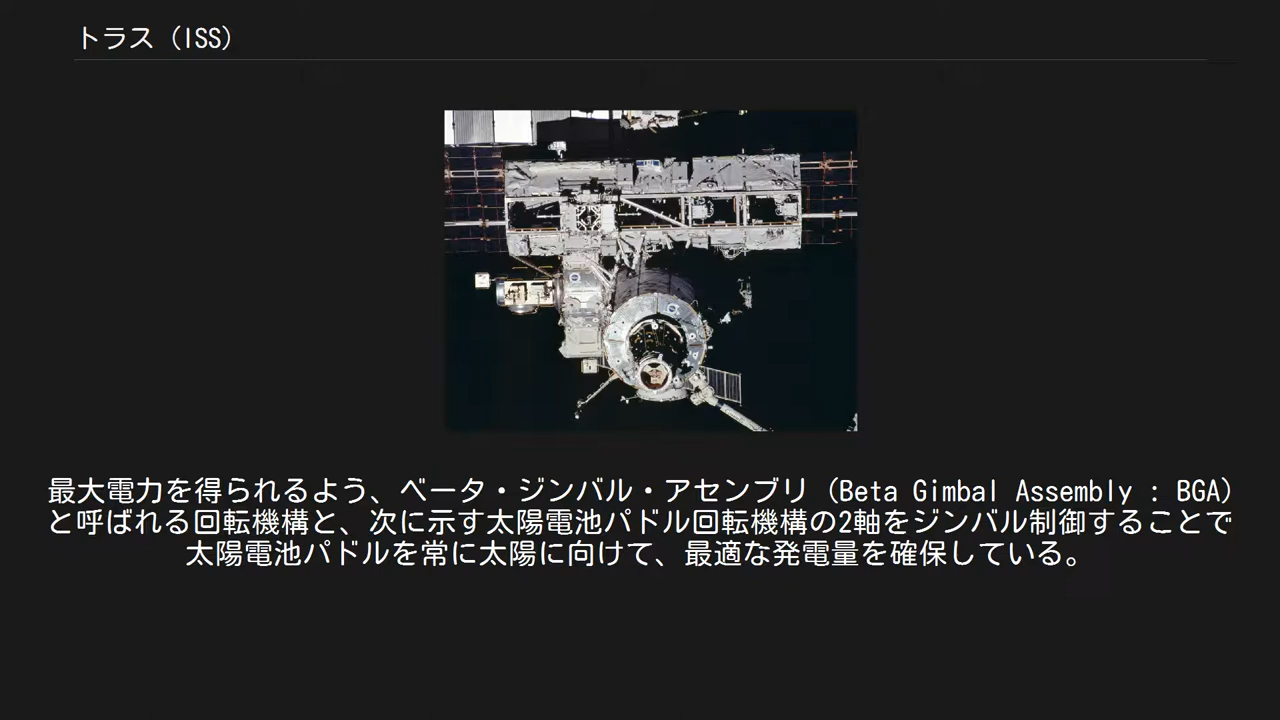 トラス（ISS）
最大電力を得られるよう、ベータ・ジンバル・アセンブリ（Beta Gimbal Assembly : BGA）
と呼ばれる回転機構と、次に示す太陽電池パドル回転機構の2軸をジンバル制御することで
太陽電池パドルを常に太陽に向けて、最適な発電量を確保している。